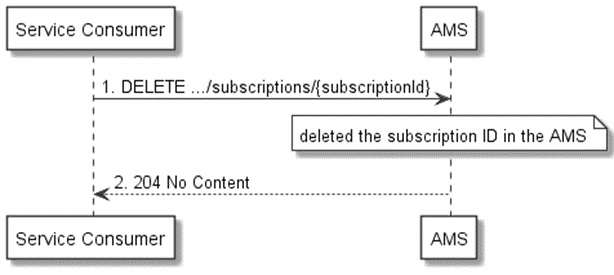 Service Consumer
AMS
1. DELETE .../subscriptions/{subscriptionId}
deleted the subscription ID in the AMS
2. 204 No Content
Service Consumer
AMS